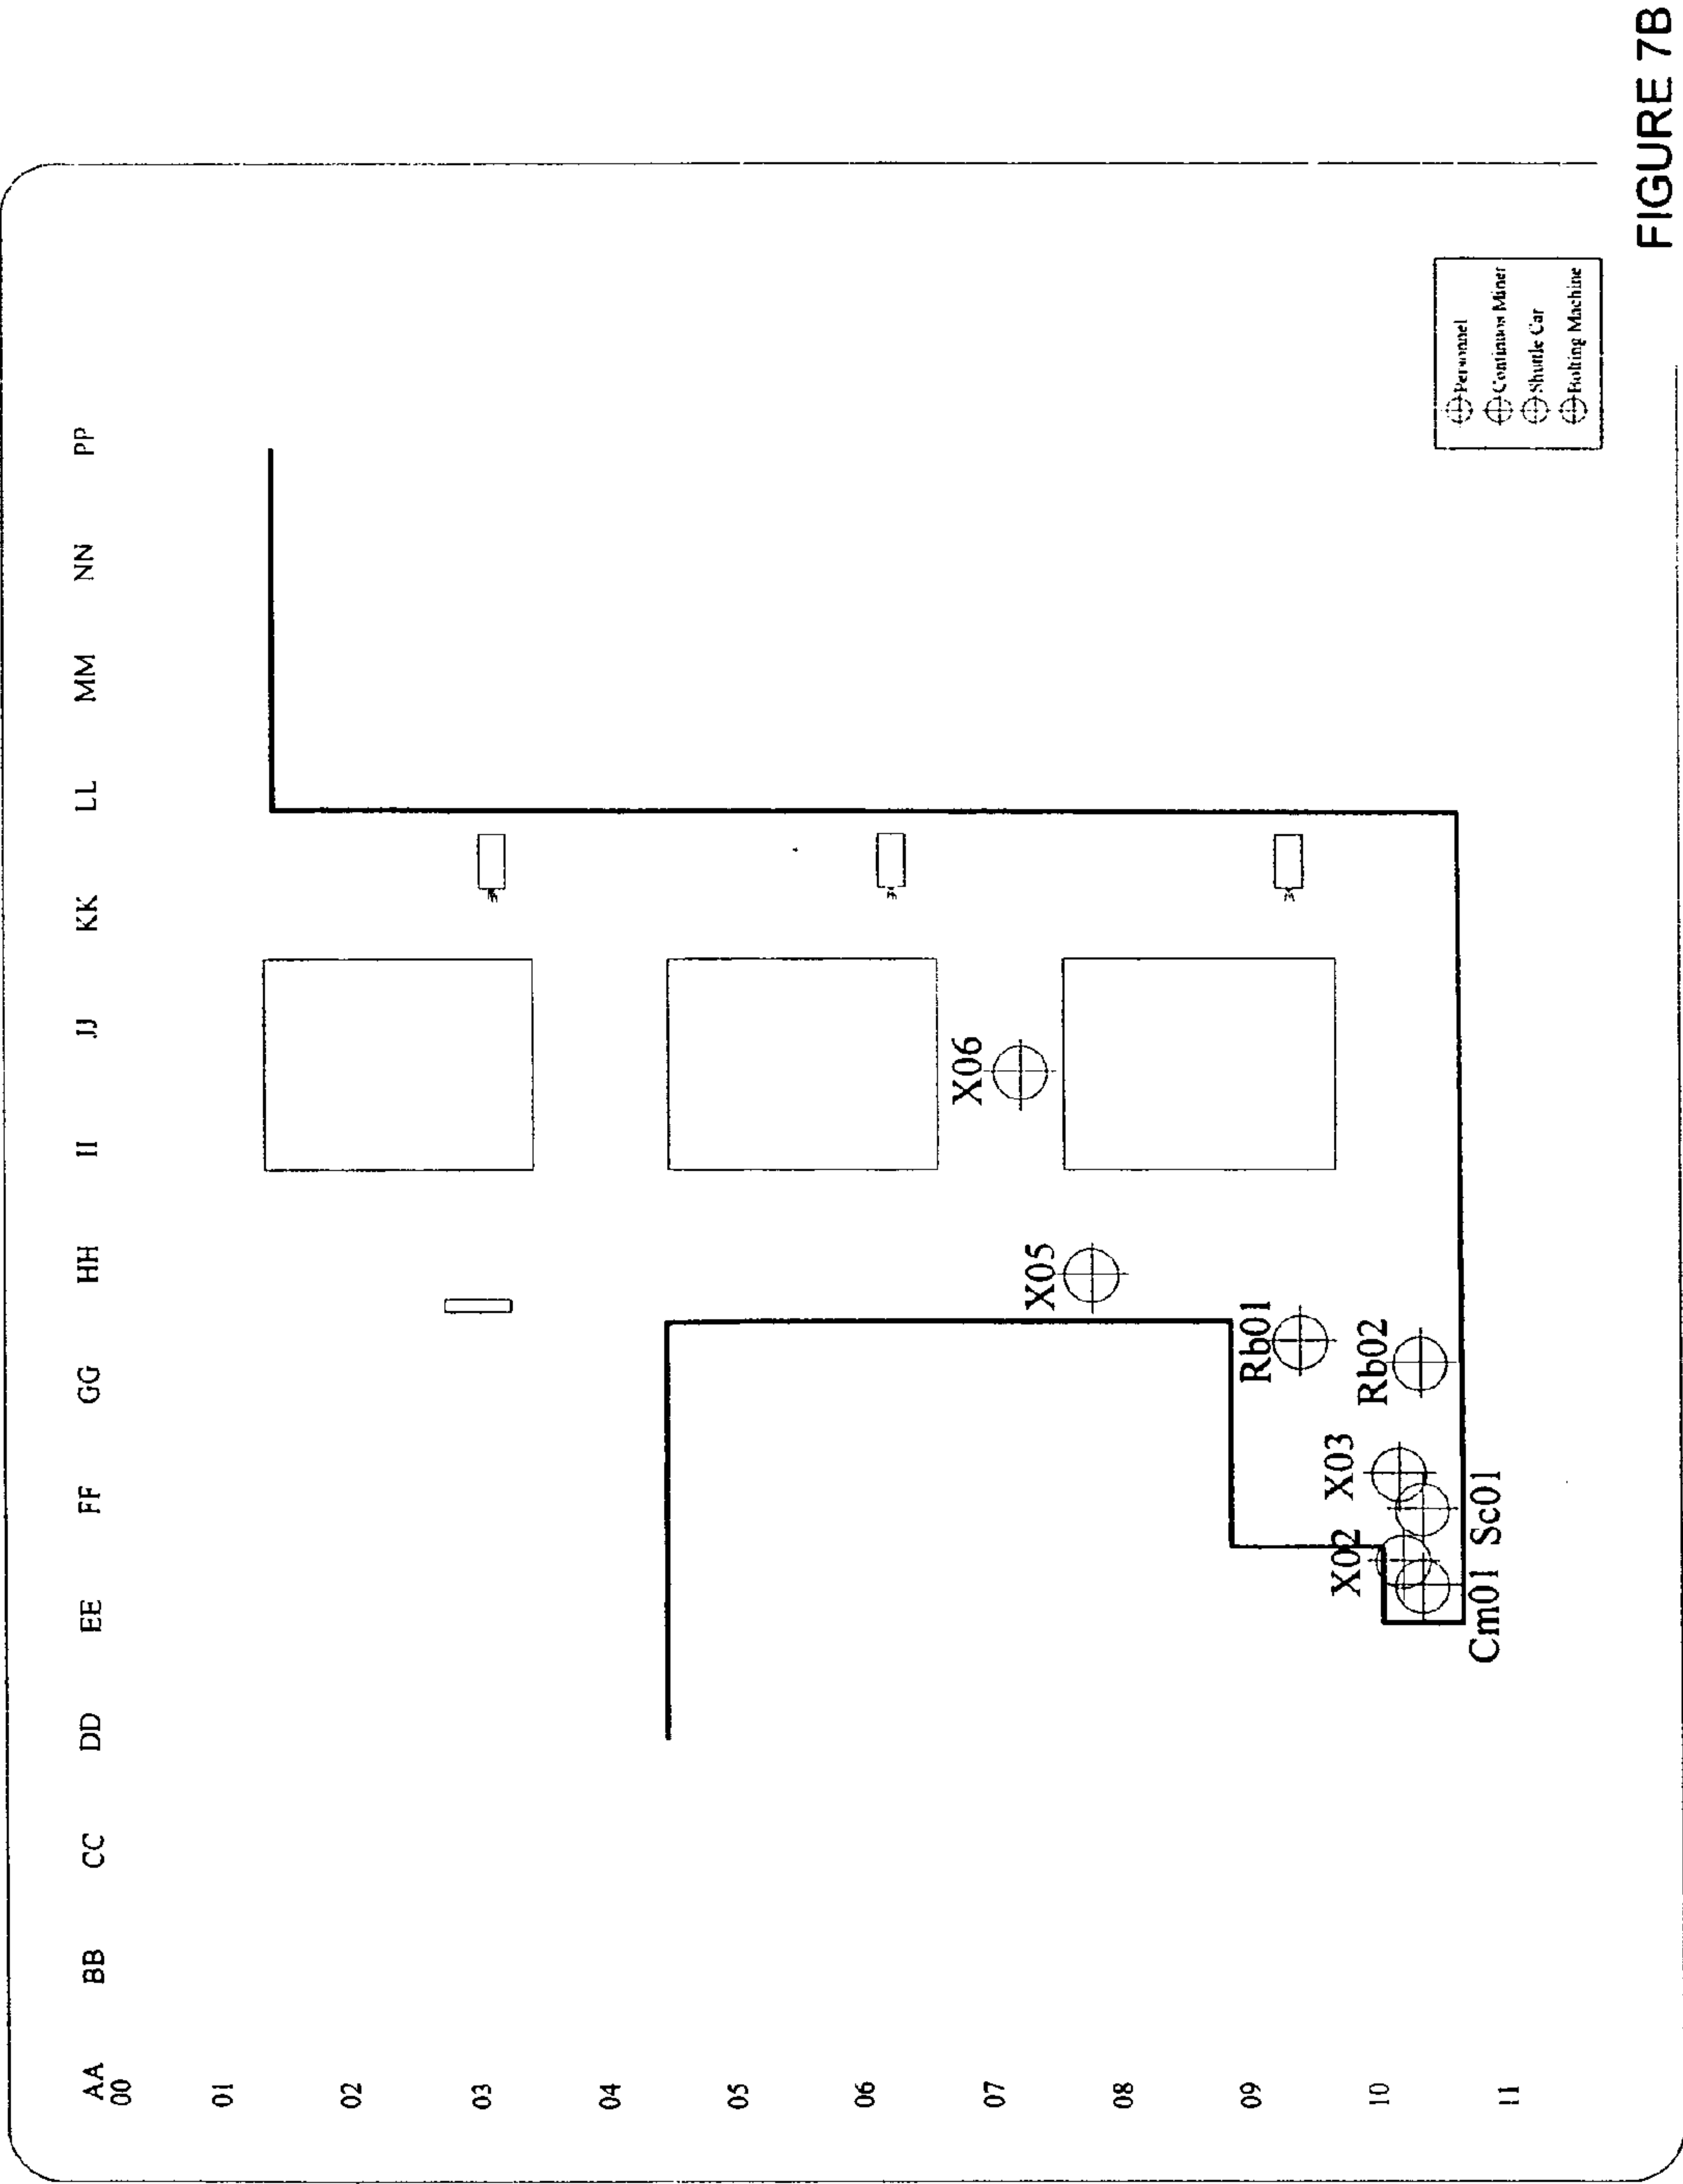 AA BB CC DD EE FF GG HH II JJ KK LL MM NN PP
00
01
02
03
04
05
06
07
08
09
10
11
X06
X05
Rb01
Rb02
X03
X02
Cm01 Sc01
Personnel
Continuos Miner
Shuttle Car
Bolting Machine
FIGURE 7B